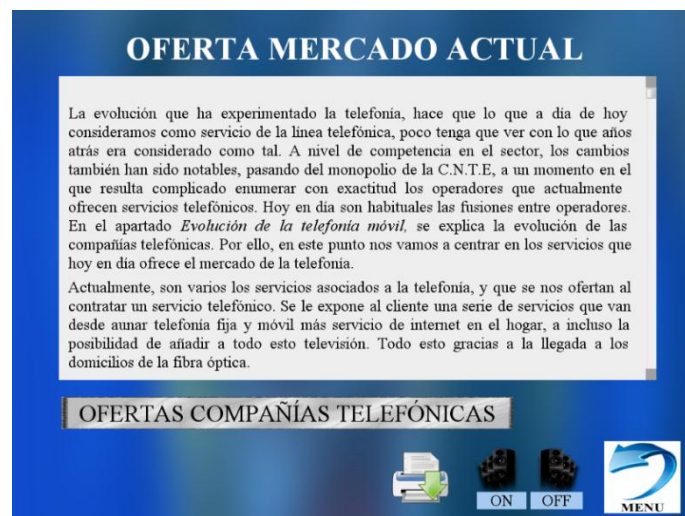 OFERTA MERCADO ACTUAL
La evolución que ha experimentado la telefonía, hace que lo que a día de hoy
consideramos como servicio de la línea telefónica, poco tenga que ver con lo que años
atrás era considerado como tal. A nivel de competencia en el sector, los cambios
también han sido notables, pasando del monopolio de la C.N.T.E, a un momento en el
que resulta complicado enumerar con exactitud los operadores que actualmente
ofrecen servicios telefónicos. Hoy en día son habituales las fusiones entre operadores.
En el apartado Evolución de la telefonía móvil, se explica la evolución de las
compañías telefónicas. Por ello, en este punto nos vamos a centrar en los servicios que
hoy en día ofrece el mercado de la telefonía.
Actualmente, son varios los servicios asociados a la telefonía, y que se nos ofertan al
contratar un servicio telefónico. Se le expone al cliente una serie de servicios que van
desde aunar telefonía fija y móvil más servicio de internet en el hogar, a incluso la
posibilidad de añadir a todo esto televisión. Todo esto gracias a la llegada a los
domicilios de la fibra óptica.
OFERTAS COMPAÑÍAS TELEFÓNICAS
ON
OFF
MENU